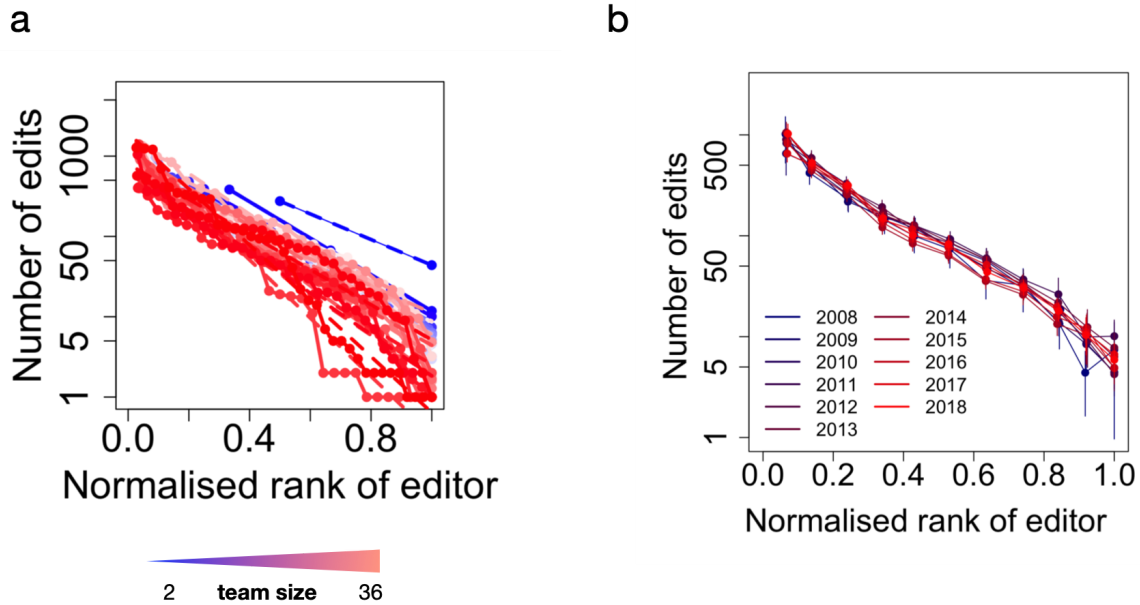 a
Number of edits
1000
50
5
1
0.0 0.4 0.8
Normalised rank of editor
2 team size 36
b
Number of edits
500
50
5
1
2008 2014
2009 2015
2010 2016
2011 2017
2012 2018
2013
0.0 0.2 0.4 0.6 0.8 1.0
Normalised rank of editor